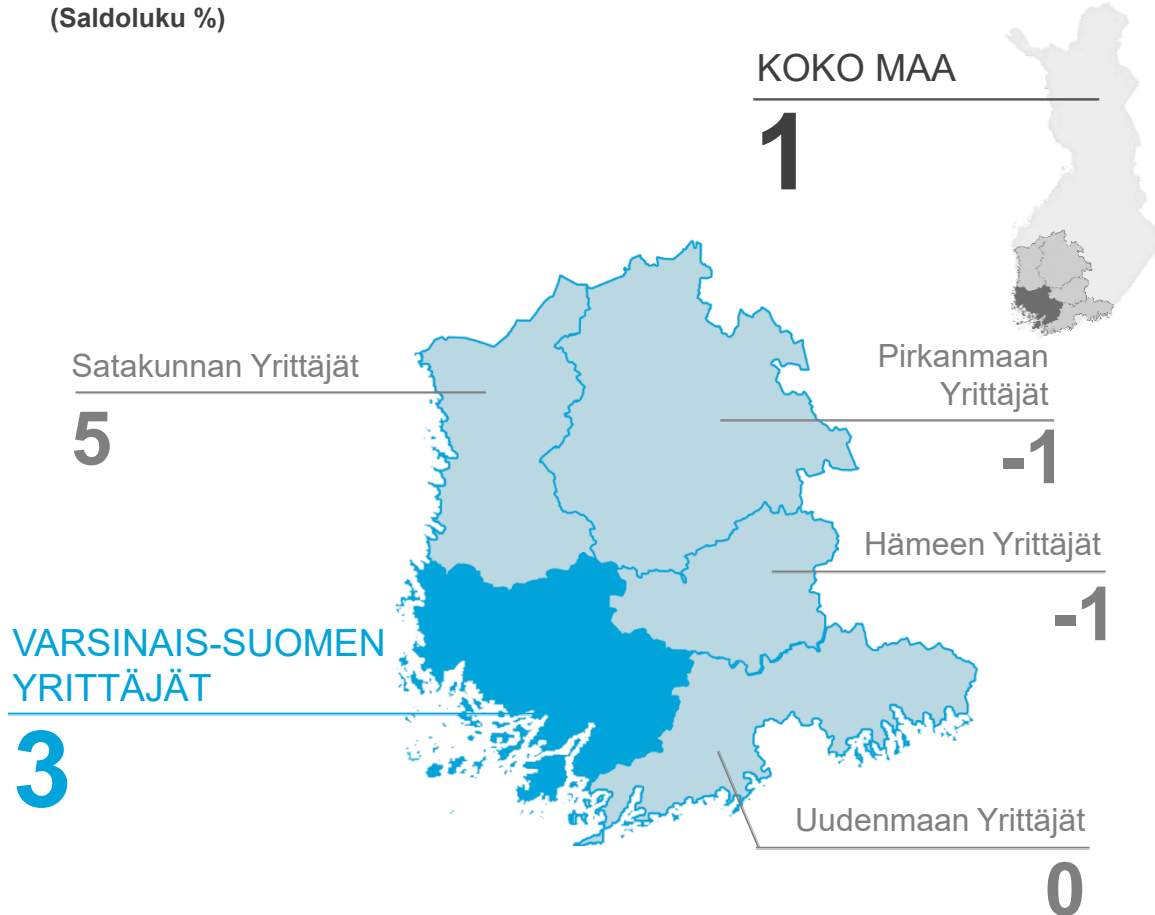 (Saldoluku %)
KOKO MAA
1
Satakunnan Yrittäjät
5
Pirkanmaan
Yrittäjät
-1
Hämeen Yrittäjät
-1
VARSINAIS-SUOMEN
YRITTÄJÄT
3
Uudenmaan Yrittäjät
0